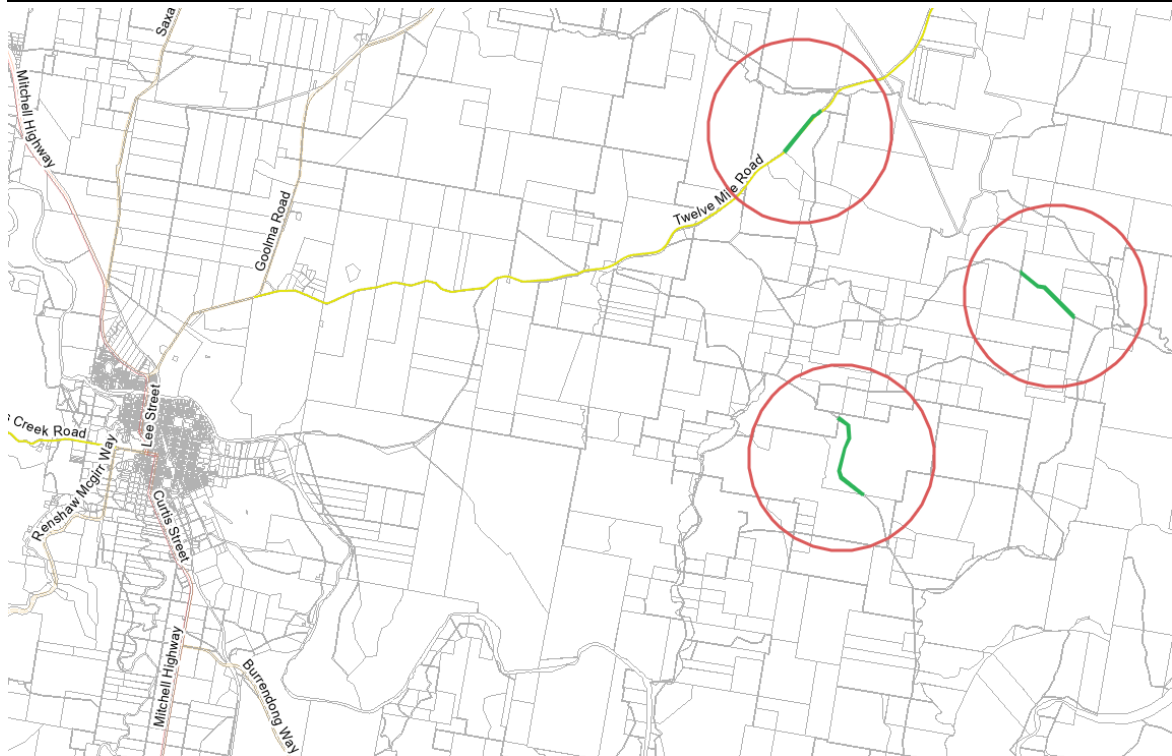 Saxa
Mitchell Highway
Goolma Road
Twelve Mile Road
Lee Street
Creek Road
Renshaw Mcgirr Way
Curtis Street
Mitchell Highway
Burrendong Way